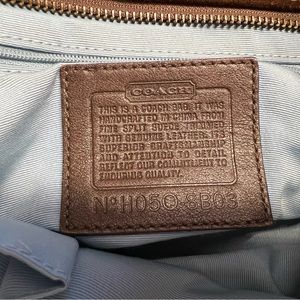 COACH
THIS IS A COACH BAG. IT WAS
HANDCRAFTED IN CHINA FROM
FINE SPLIT SUEDE TRIMMED
WITH GENUINE LEATHER. ITS
SUPERIOR CRAFTSMANSHIP
AND ATTENTION TO DETAIL
REFLECT OUR COMMITMENT TO
ENDURING QUALITY.
Nº H05Q-8B03